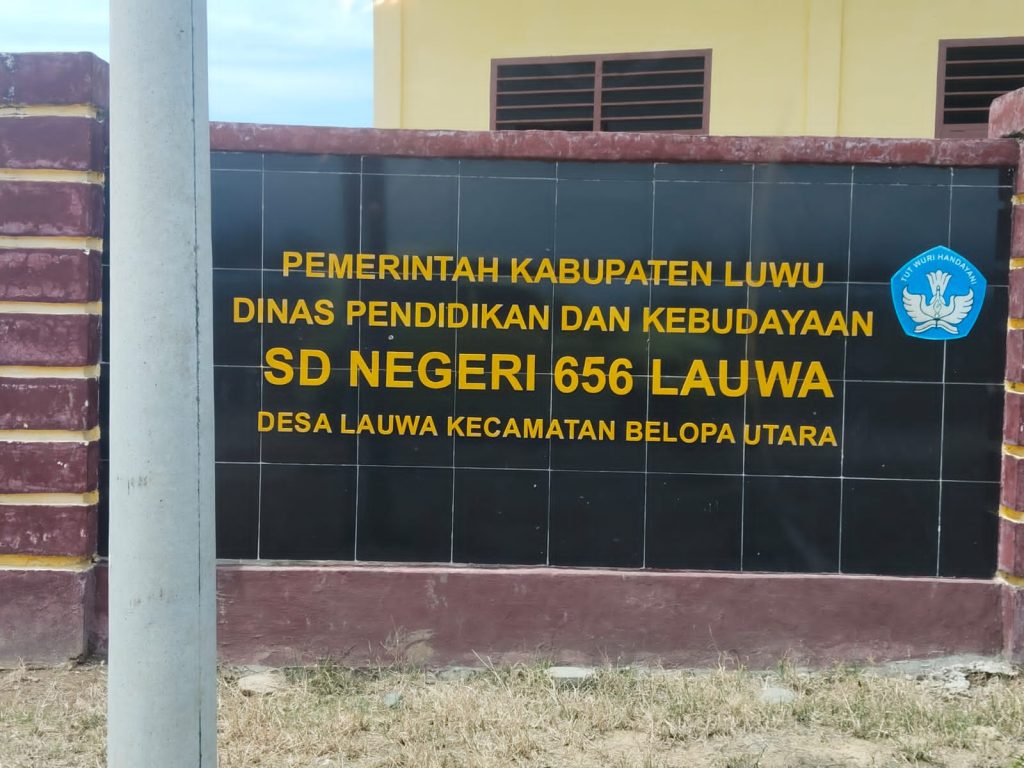 PEMERINTAH KABUPATEN LUWU
DINAS PENDIDIKAN DAN KEBUDAYAAN
SD NEGERI 656 LAUWA
DESA LAUWA KECAMATAN BELOPA UTARA
TUT WURI HANDAYANI